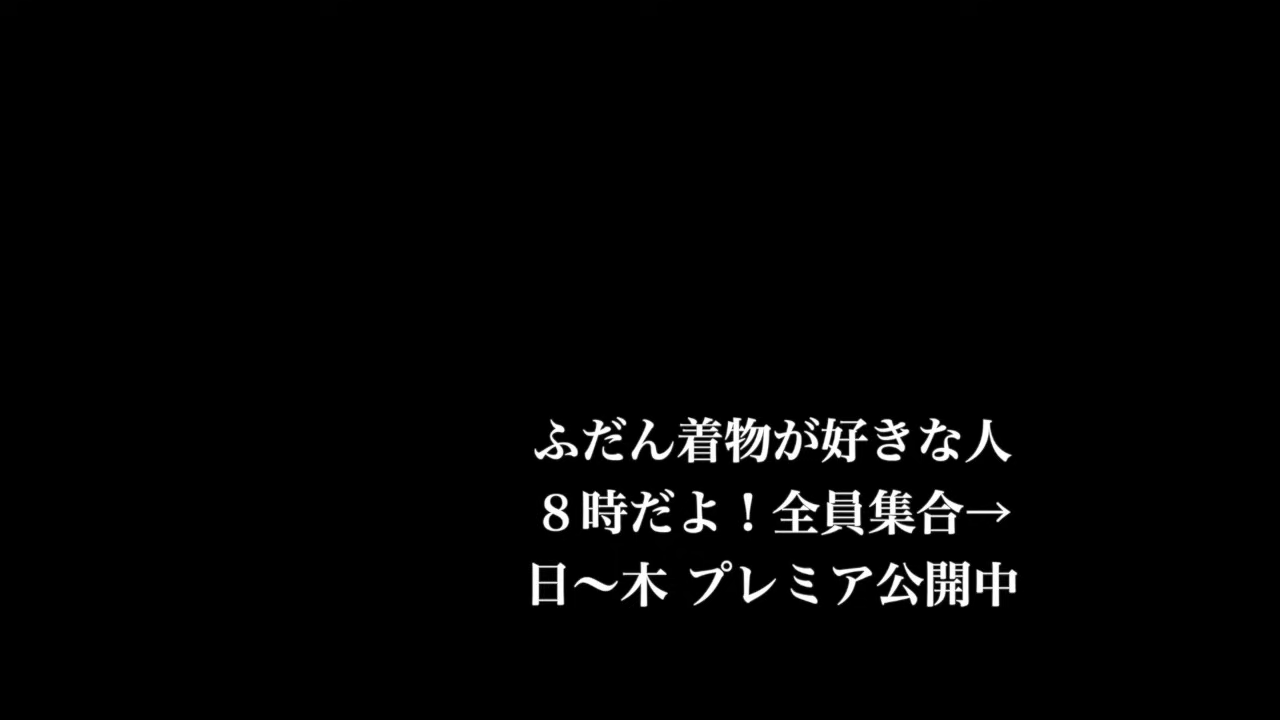 ふだん着物が好きな人
８時だよ！全員集合→
日〜木 プレミア公開中